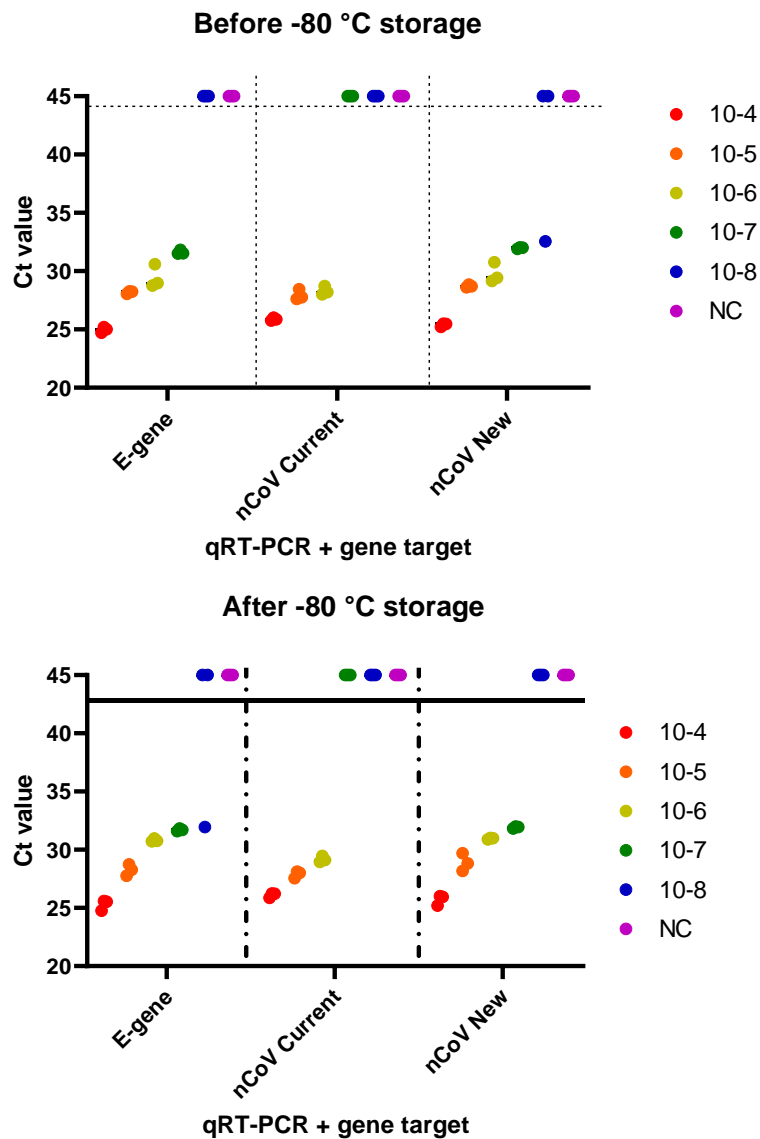 Before -80 °C storage
45
40
35
30
25
20
Ct value
E-gene
nCoV Current
nCoV New
qRT-PCR + gene target
10-4
10-5
10-6
10-7
10-8
NC
After -80 °C storage
45
40
35
30
25
20
Ct value
E-gene
nCoV Current
nCoV New
qRT-PCR + gene target
10-4
10-5
10-6
10-7
10-8
NC